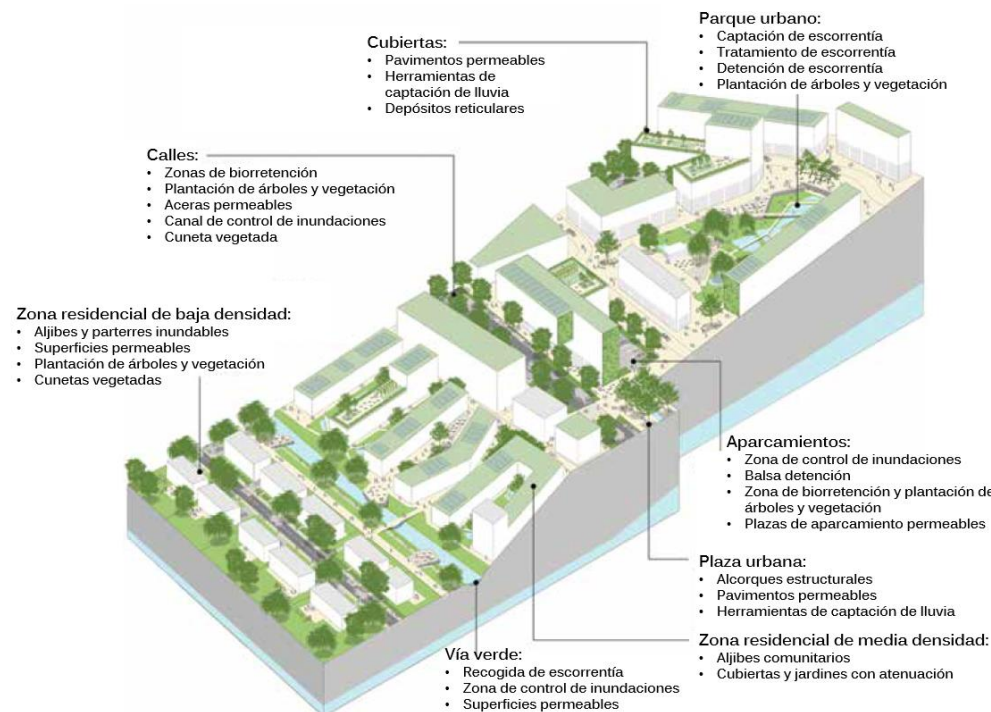 Parque urbano:
• Captación de escorrentía
• Tratamiento de escorrentía
• Detención de escorrentía
• Plantación de árboles y vegetación
Cubiertas:
• Pavimentos permeables
• Herramientas de
captación de lluvia
• Depósitos reticulares
Calles:
• Zonas de biorretención
• Plantación de árboles y vegetación
• Aceras permeables
• Canal de control de inundaciones
• Cuneta vegetada
Zona residencial de baja densidad:
• Aljibes y parterres inundables
• Superficies permeables
• Plantación de árboles y vegetación
• Cunetas vegetadas
Aparcamientos:
• Zona de control de inundaciones
• Balsa detención
• Zona de biorretención y plantación de
árboles y vegetación
• Plazas de aparcamiento permeables
Plaza urbana:
• Alcorques estructurales
• Pavimentos permeables
• Herramientas de captación de lluvia
Zona residencial de media densidad:
• Aljibes comunitarios
• Cubiertas y jardines con atenuación
Vía verde:
• Recogida de escorrentía
• Zona de control de inundaciones
• Superficies permeables